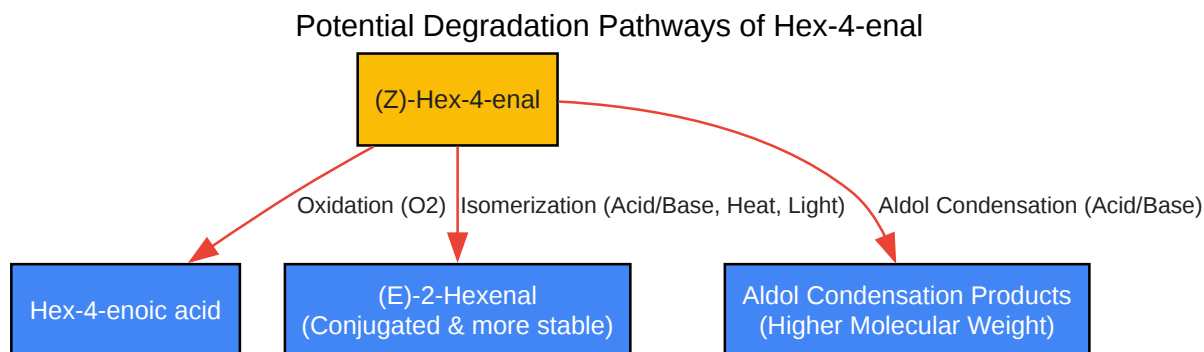 Potential Degradation Pathways of Hex-4-enal
(Z)-Hex-4-enal
Oxidation (O2)
Isomerization (Acid/Base, Heat, Light)
Aldol Condensation (Acid/Base)
Hex-4-enoic acid
(E)-2-Hexenal
(Conjugated & more stable)
Aldol Condensation Products
(Higher Molecular Weight)